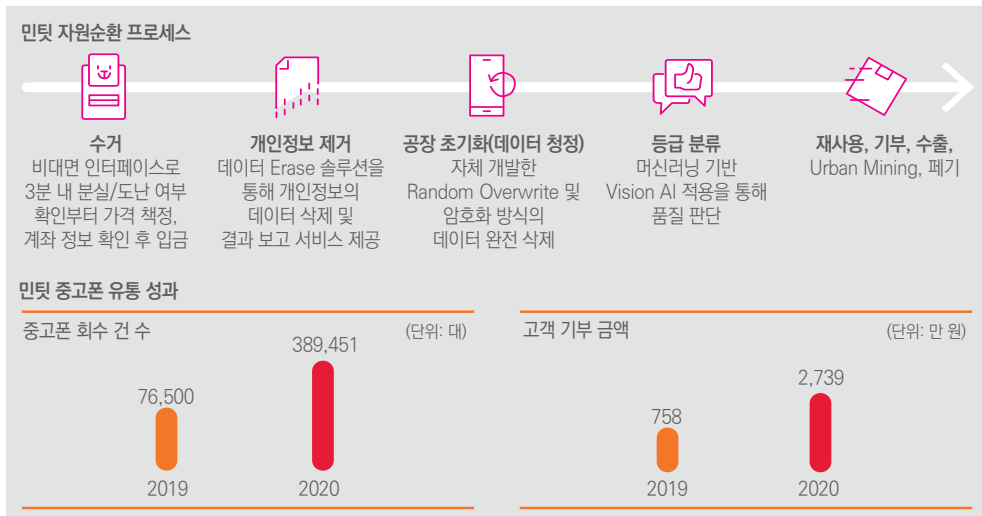 민팃 자원순환 프로세스
수거
비대면 인터페이스로
3분 내 분실/도난 여부
확인부터 가격 책정,
계좌 정보 확인 후 입금
개인정보 제거
데이터 Erase 솔루션을
통해 개인정보의
데이터 삭제 및
결과 보고 서비스 제공
공장 초기화(데이터 청정)
자체 개발한
Random Overwrite 및
암호화 방식의
데이터 완전 삭제
등급 분류
머신러닝 기반
Vision AI 적용을 통해
품질 판단
재사용, 기부, 수출,
Urban Mining, 폐기
민팃 중고폰 유통 성과
중고폰 회수 건 수
(단위: 대)
389,451
76,500
2019
2020
고객 기부 금액
(단위: 만 원)
2,739
758
2019
2020